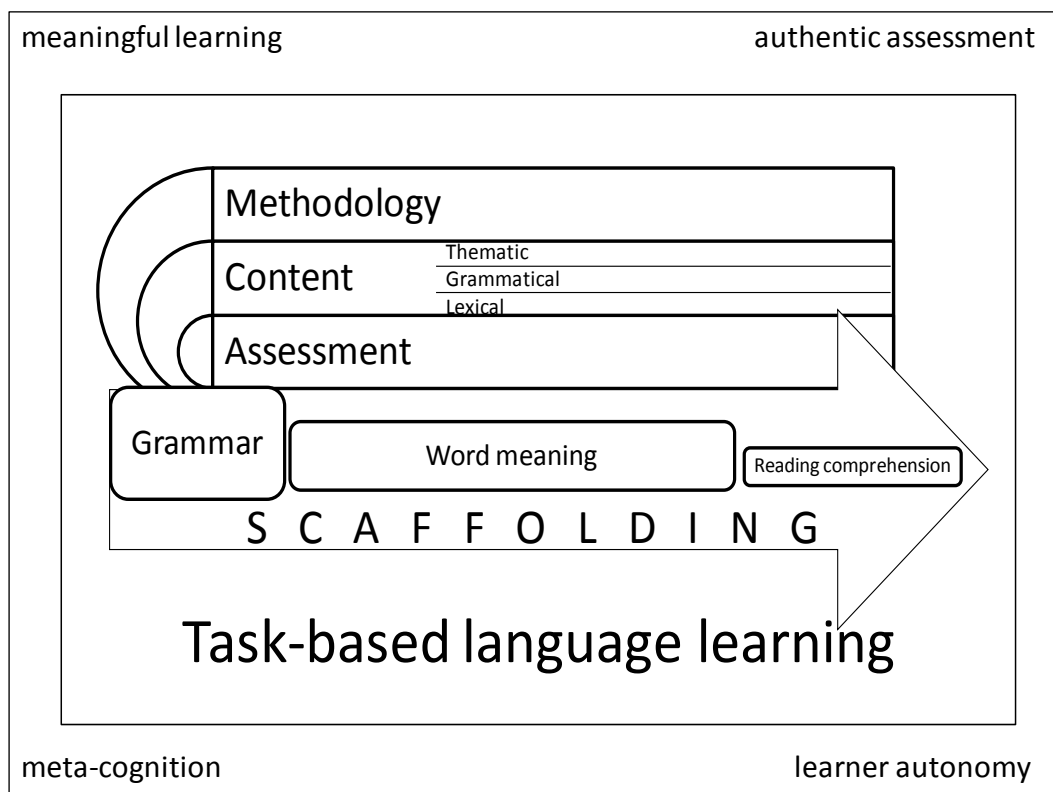 meaningful learning
authentic assessment
Methodology
Content
Thematic
Grammatical
Lexical
Assessment
Grammar
Word meaning
Reading comprehension
S C A F F O L D I N G
Task-based language learning
meta-cognition
learner autonomy